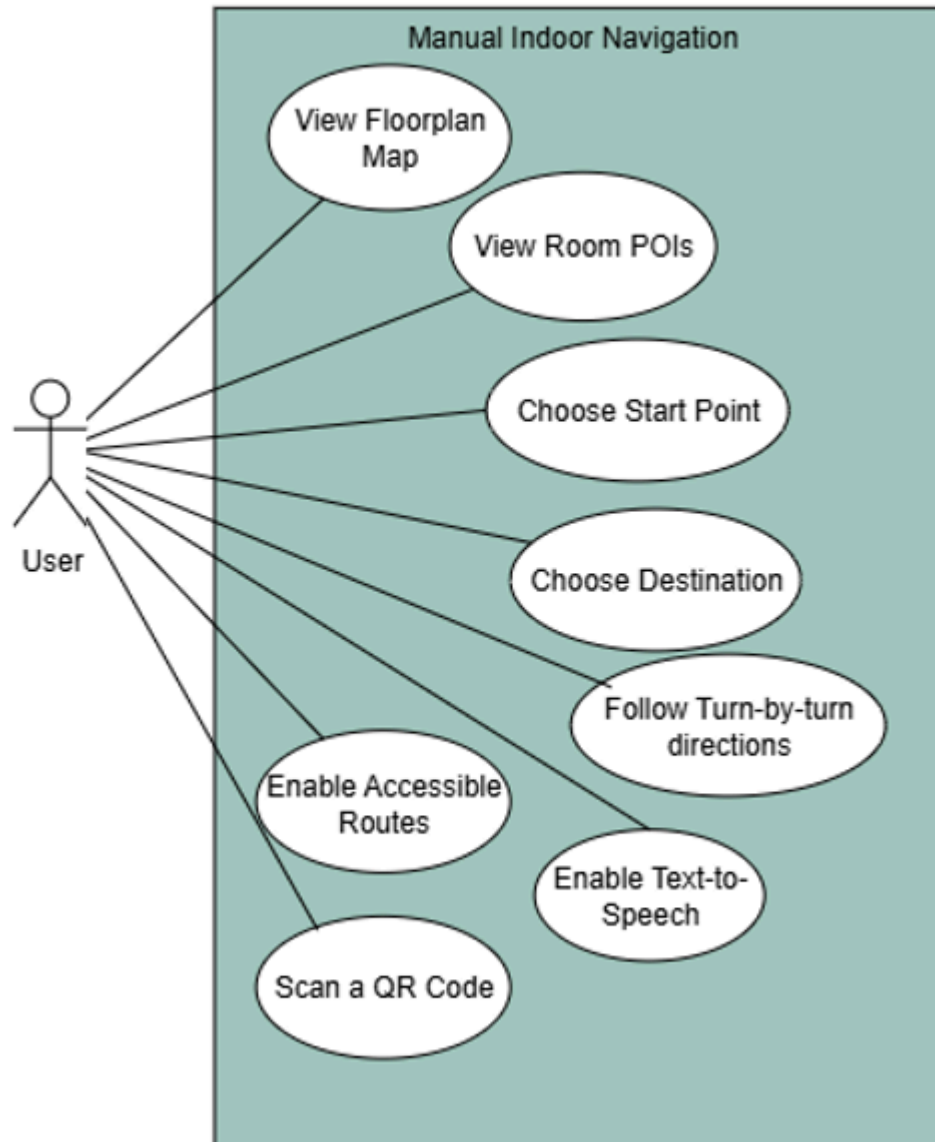 Manual Indoor Navigation
View Floorplan
Map
View Room POIs
Choose Start Point
User
Choose Destination
Follow Turn-by-turn
directions
Enable Accessible
Routes
Enable Text-to-
Speech
Scan a QR Code